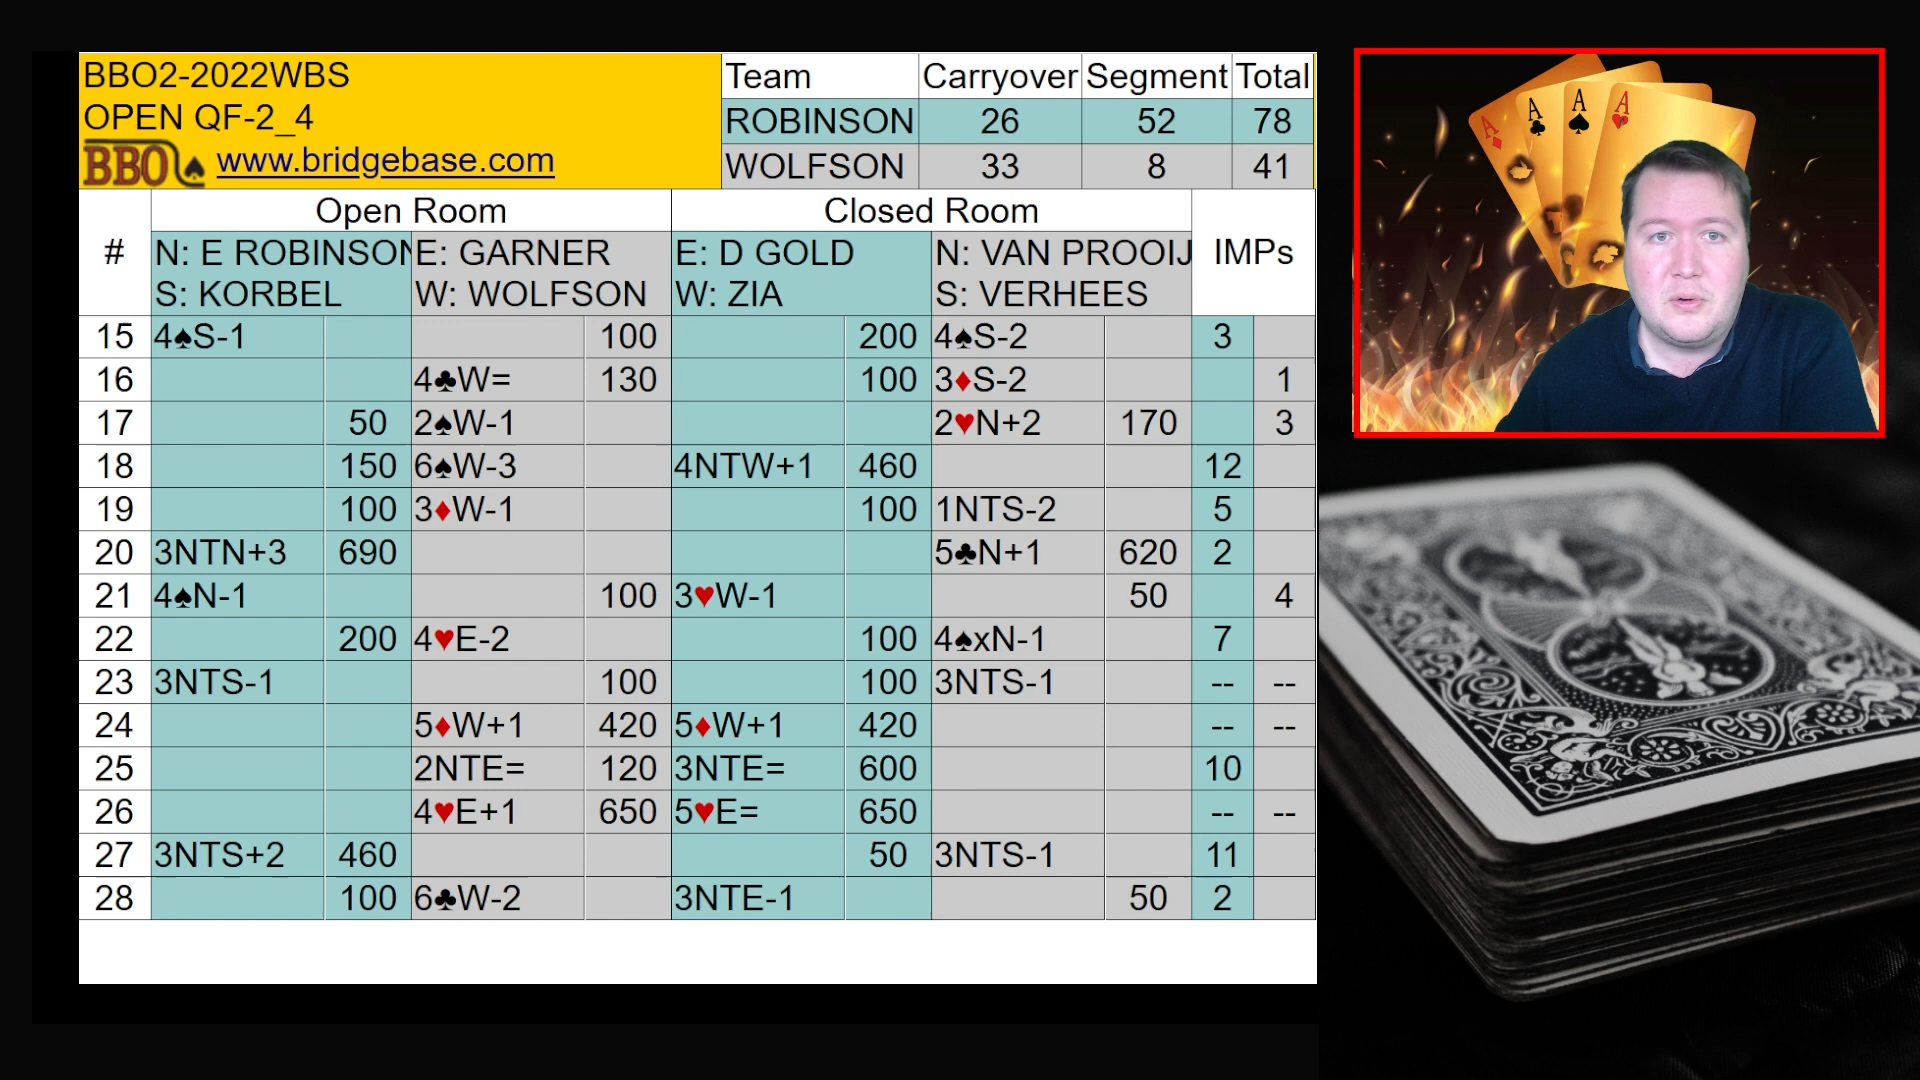 BBO2-2022WBS
OPEN QF-2_4
BBO www.bridgebase.com
Team Carryover Segment Total
ROBINSON 26 52 78
WOLFSON 33 8 41
Open Room Closed Room
# IMPs
N: E ROBINSON E: GARNER E: D GOLD N: VAN PROOIJ
S: KORBEL W: WOLFSON W: ZIA S: VERHEES
15 4♠S-1 100 200 4♠S-2 3
16 4♣W= 130 100 3♦S-2 1
17 50 2♠W-1 2♥N+2 170 3
18 150 6♠W-3 4NTW+1 460 12
19 100 3♦W-1 100 1NTS-2 5
20 3NTN+3 690 5♣N+1 620 2
21 4♠N-1 100 3♥W-1 50 4
22 200 4♥E-2 100 4♠xN-1 7
23 3NTS-1 100 100 3NTS-1 -- --
24 5♦W+1 420 5♦W+1 420 -- --
25 2NTE= 120 3NTE= 600 10
26 4♥E+1 650 5♥E= 650 -- --
27 3NTS+2 460 50 3NTS-1 11
28 100 6♣W-2 3NTE-1 50 2
A A A A